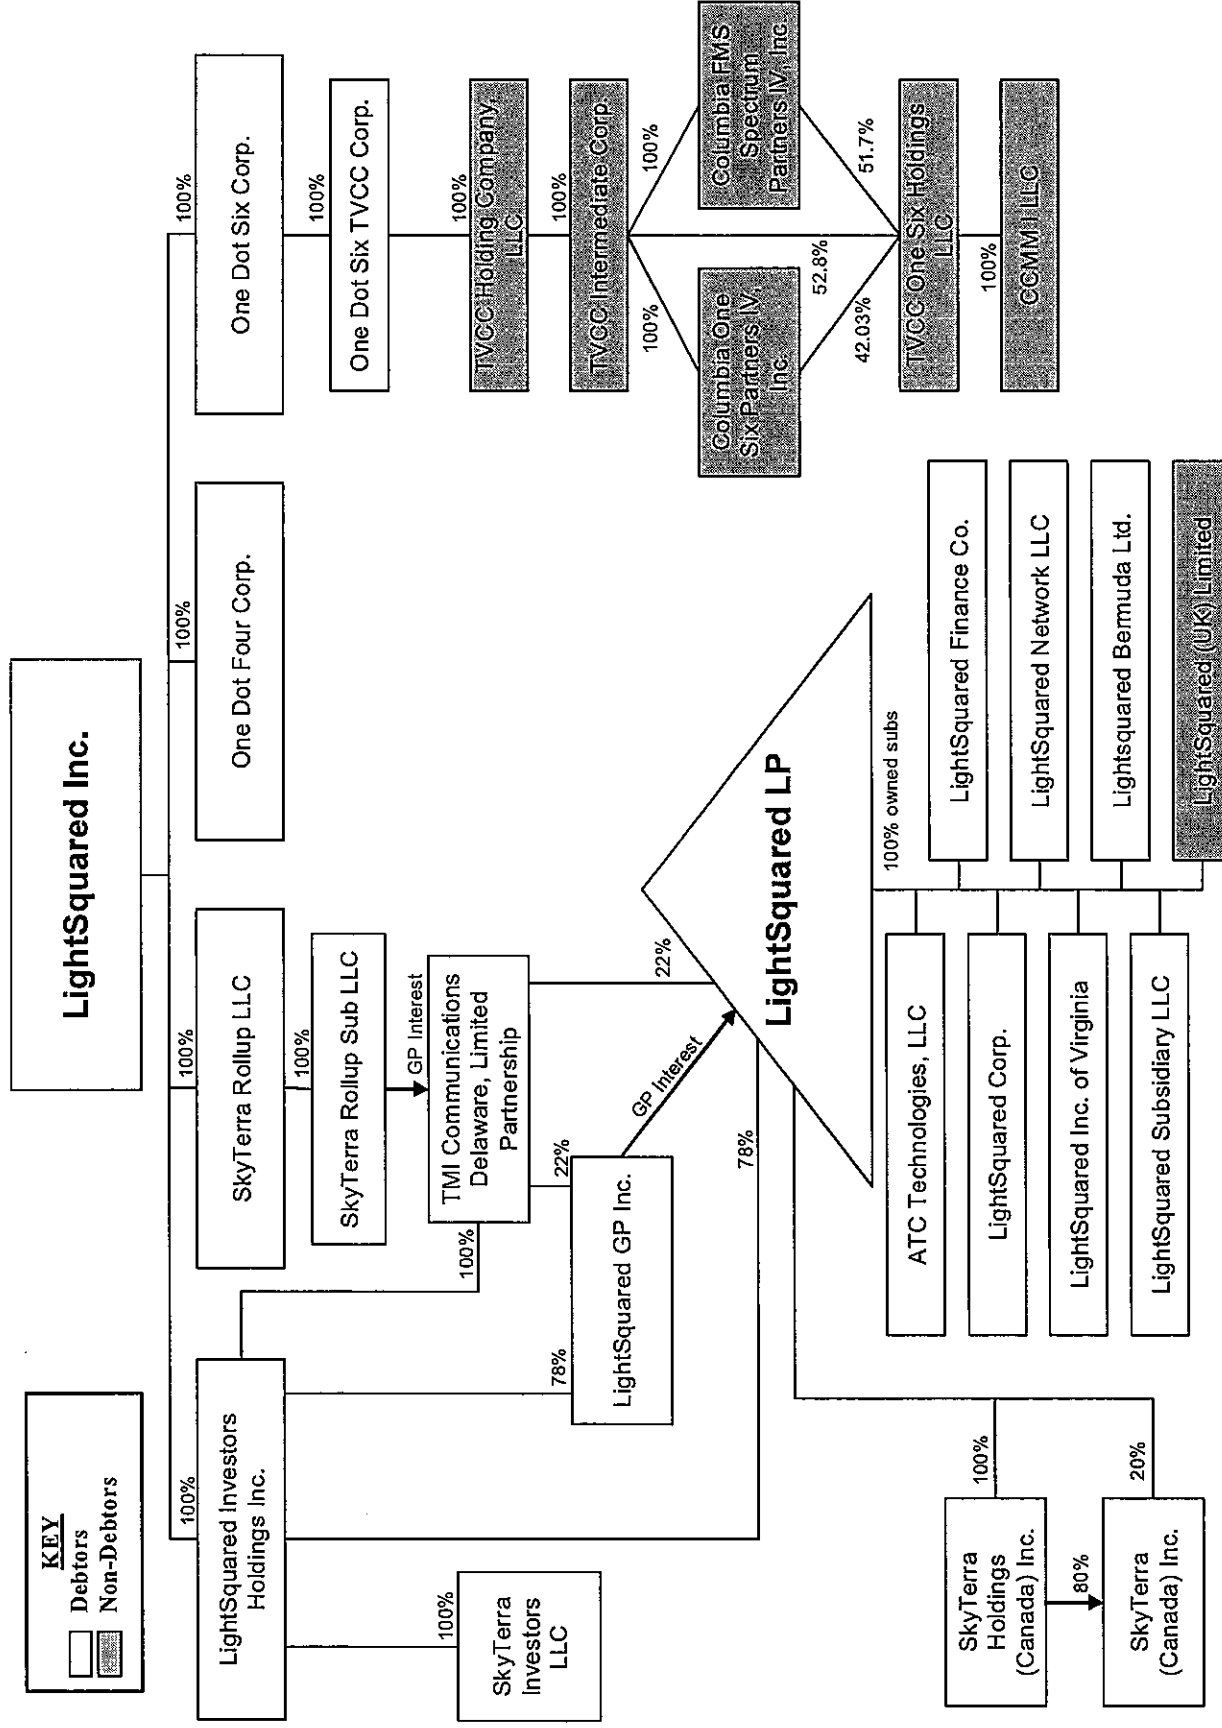 KEY
Debtors
Non-Debtors
LightSquared Inc.
100%
100%
100%
100%
LightSquared Investors
Holdings Inc.
SkyTerra Rollup LLC
One Dot Four Corp.
One Dot Six Corp.
100%
SkyTerra Rollup Sub LLC
100%
One Dot Six TVCC Corp.
GP Interest
TMI Communications
Delaware, Limited
Partnership
100%
100%
TVCC Holding Company,
LLC
100%
TVCC Intermediate Corp.
100%
SkyTerra
Investors
LLC
78%
22%
LightSquared GP Inc.
GP Interest
22%
78%
100%
100%
Columbia One
Six Partners IV,
Inc.
Columbia FMS
Spectrum
Partners IV, Inc.
52.8%
42.03%
51.7%
TVCC One Six Holdings
LLC
100%
CCMM I LLC
LightSquared LP
100% owned subs
ATC Technologies, LLC
LightSquared Finance Co.
LightSquared Corp.
LightSquared Network LLC
LightSquared Inc. of Virginia
Lightsquared Bermuda Ltd.
LightSquared Subsidiary LLC
LightSquared (UK) Limited
100%
SkyTerra
Holdings
(Canada) Inc.
80%
20%
SkyTerra
(Canada) Inc.